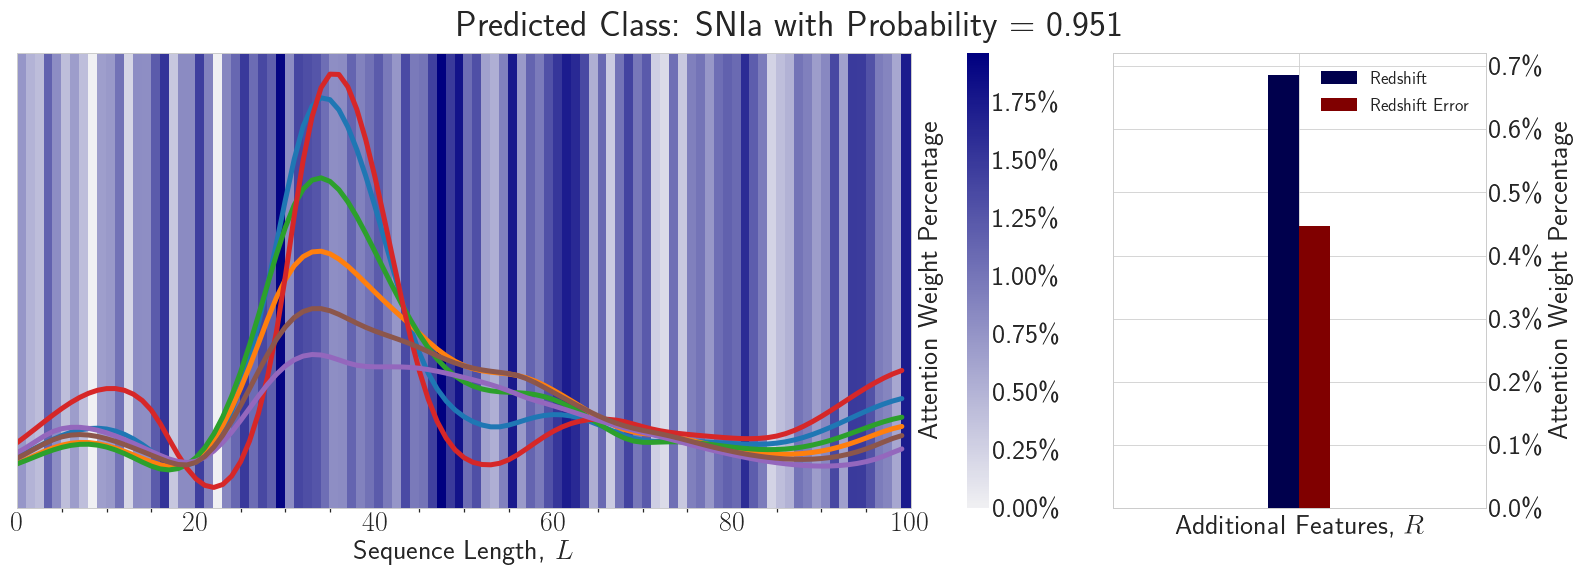 Predicted Class: SNIa with Probability = 0.951
0 20 40 60 80 100
Sequence Length, L
1.75%
1.50%
1.25%
1.00%
0.75%
0.50%
0.25%
0.00%
Attention Weight Percentage
Redshift
Redshift Error
0.7%
0.6%
0.5%
0.4%
0.3%
0.2%
0.1%
0.0%
Attention Weight Percentage
Additional Features, R